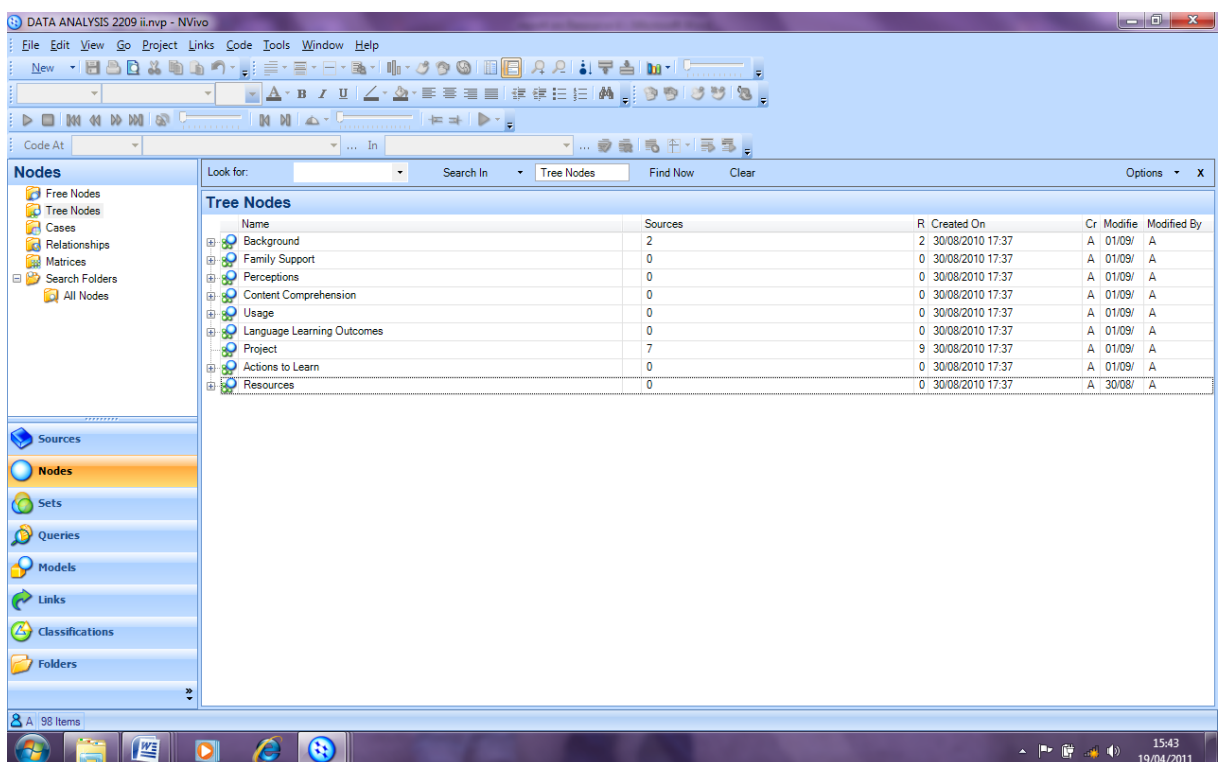 DATA ANALYSIS 2209 ii.nvp - NVivo
File Edit View Go Project Links Code Tools Window Help
New
A B I U
Code At In
Nodes
Free Nodes
Tree Nodes
Cases
Relationships
Matrices
Search Folders
All Nodes
Sources
Nodes
Sets
Queries
Models
Links
Classifications
Folders
Look for: Search In Tree Nodes Find Now Clear Options x
Tree Nodes
Name Sources R Created On Cr Modifie Modified By
Background 2 2 30/08/2010 17:37 A 01/09/ A
Family Support 0 0 30/08/2010 17:37 A 01/09/ A
Perceptions 0 0 30/08/2010 17:37 A 01/09/ A
Content Comprehension 0 0 30/08/2010 17:37 A 01/09/ A
Usage 0 0 30/08/2010 17:37 A 01/09/ A
Language Learning Outcomes 0 0 30/08/2010 17:37 A 01/09/ A
Project 7 9 30/08/2010 17:37 A 01/09/ A
Actions to Learn 0 0 30/08/2010 17:37 A 01/09/ A
Resources 0 0 30/08/2010 17:37 A 30/08/ A
A 98 Items
15:43
19/04/2011